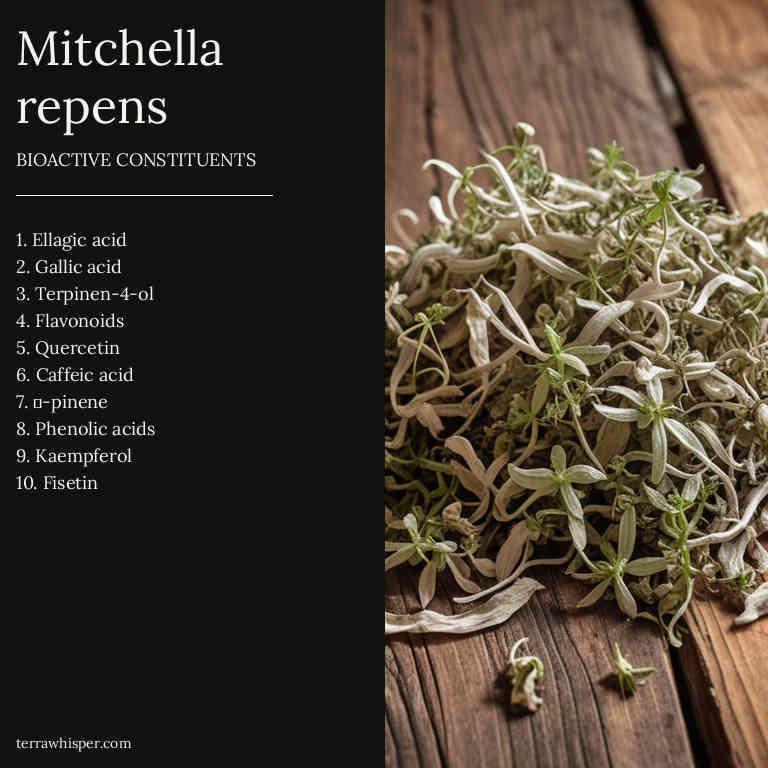 Mitchella
repens
BIOACTIVE CONSTITUENTS
1. Ellagic acid
2. Gallic acid
3. Terpinen-4-ol
4. Flavonoids
5. Quercetin
6. Caffeic acid
7. -pinene
8. Phenolic acids
9. Kaempferol
10. Fisetin
terrawhisper.com